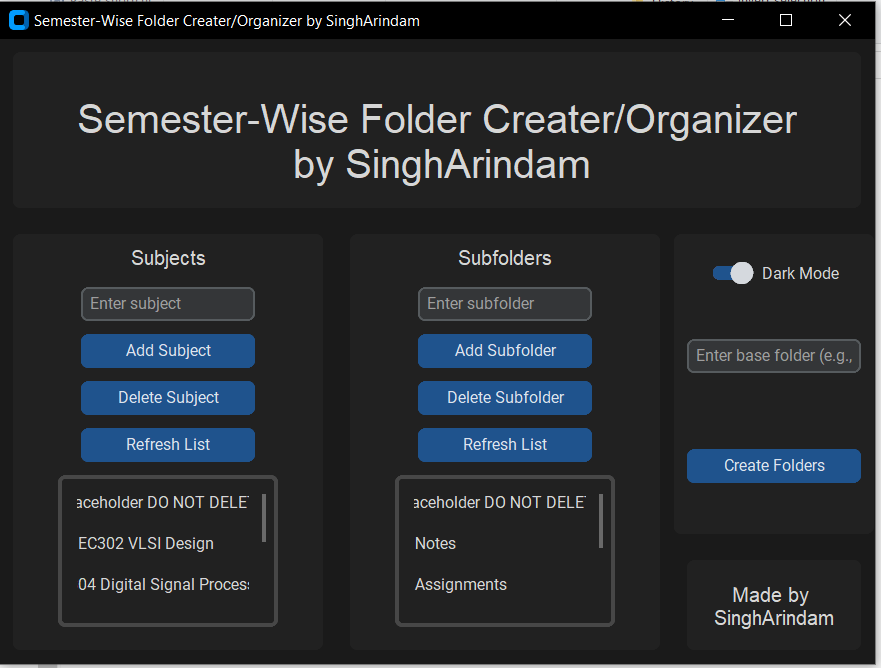 Semester-Wise Folder Creater/Organizer by SinghArindam
Semester-Wise Folder Creater/Organizer
by SinghArindam
Subjects
Enter subject
Add Subject
Delete Subject
Refresh List
aceholder DO NOT DELE
EC302 VLSI Design
04 Digital Signal Proces
Subfolders
Enter subfolder
Add Subfolder
Delete Subfolder
Refresh List
aceholder DO NOT DELE
Notes
Assignments
Dark Mode
Enter base folder (e.g.,
Create Folders
Made by
SinghArindam